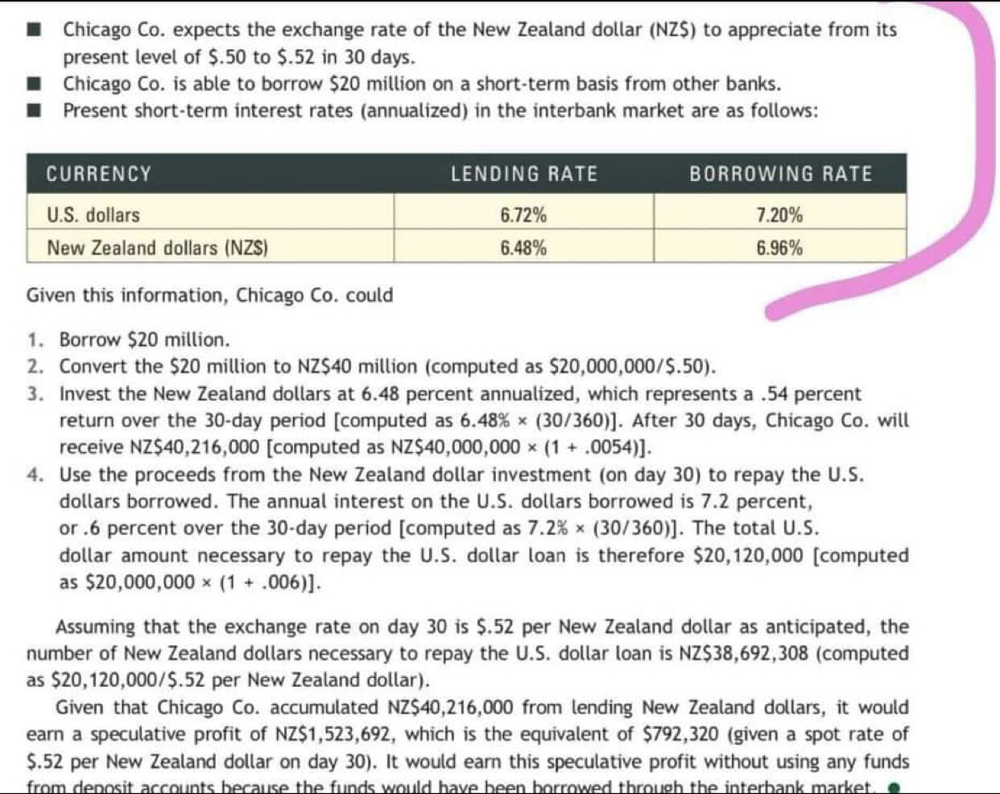 ■ Chicago Co. expects the exchange rate of the New Zealand dollar (NZ$) to appreciate from its
present level of $.50 to $.52 in 30 days.
■ Chicago Co. is able to borrow $20 million on a short-term basis from other banks.
■ Present short-term interest rates (annualized) in the interbank market are as follows:
CURRENCY LENDING RATE BORROWING RATE
U.S. dollars 6.72% 7.20%
New Zealand dollars (NZ$) 6.48% 6.96%
Given this information, Chicago Co. could
1. Borrow $20 million.
2. Convert the $20 million to NZ$40 million (computed as $20,000,000/$.50).
3. Invest the New Zealand dollars at 6.48 percent annualized, which represents a .54 percent
return over the 30-day period [computed as 6.48% × (30/360)]. After 30 days, Chicago Co. will
receive NZ$40,216,000 [computed as NZ$40,000,000 × (1 + .0054)].
4. Use the proceeds from the New Zealand dollar investment (on day 30) to repay the U.S.
dollars borrowed. The annual interest on the U.S. dollars borrowed is 7.2 percent,
or .6 percent over the 30-day period [computed as 7.2% × (30/360)]. The total U.S.
dollar amount necessary to repay the U.S. dollar loan is therefore $20,120,000 [computed
as $20,000,000 × (1 + .006)].
Assuming that the exchange rate on day 30 is $.52 per New Zealand dollar as anticipated, the
number of New Zealand dollars necessary to repay the U.S. dollar loan is NZ$38,692,308 (computed
as $20,120,000/$.52 per New Zealand dollar).
Given that Chicago Co. accumulated NZ$40,216,000 from lending New Zealand dollars, it would
earn a speculative profit of NZ$1,523,692, which is the equivalent of $792,320 (given a spot rate of
$.52 per New Zealand dollar on day 30). It would earn this speculative profit without using any funds
from deposit accounts because the funds would have been borrowed through the interbank market. ●